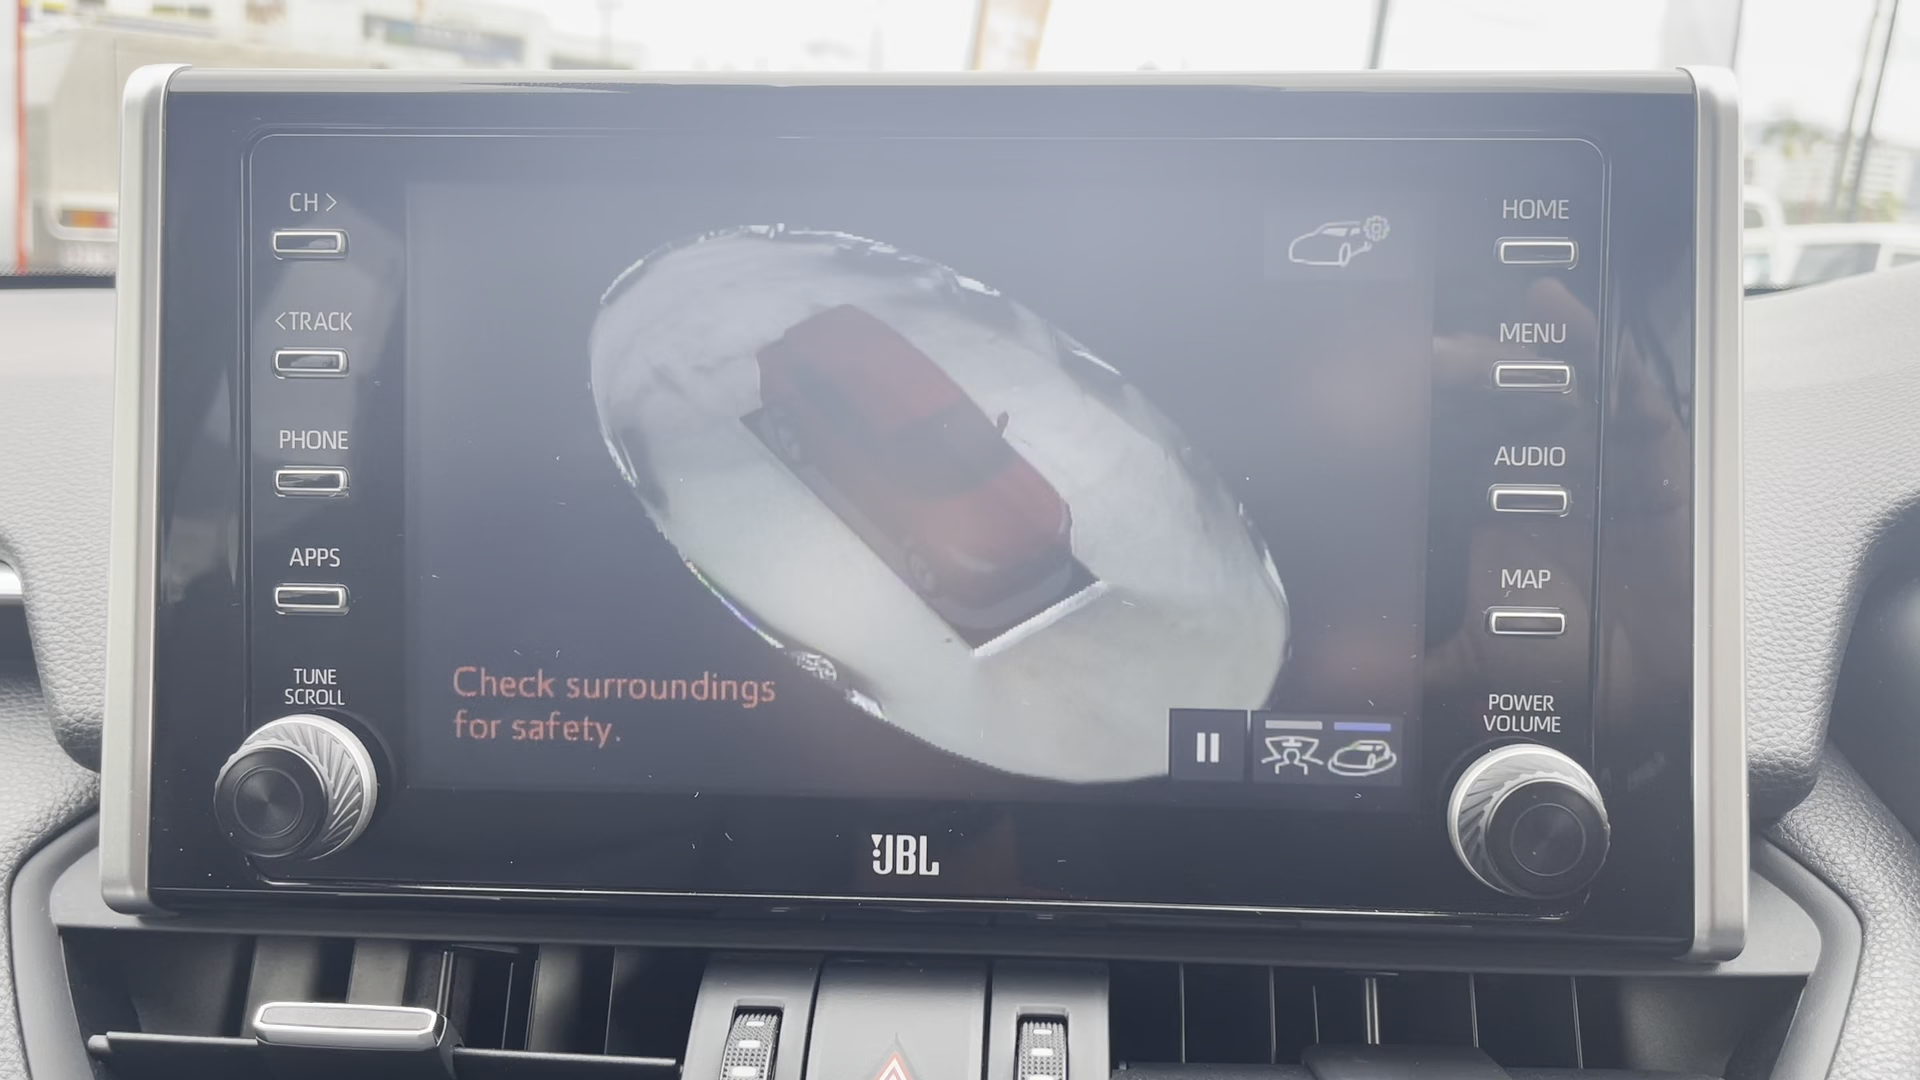 CH >
< TRACK
PHONE
APPS
TUNE
SCROLL
Check surroundings
for safety.
JBL
HOME
MENU
AUDIO
MAP
POWER
VOLUME